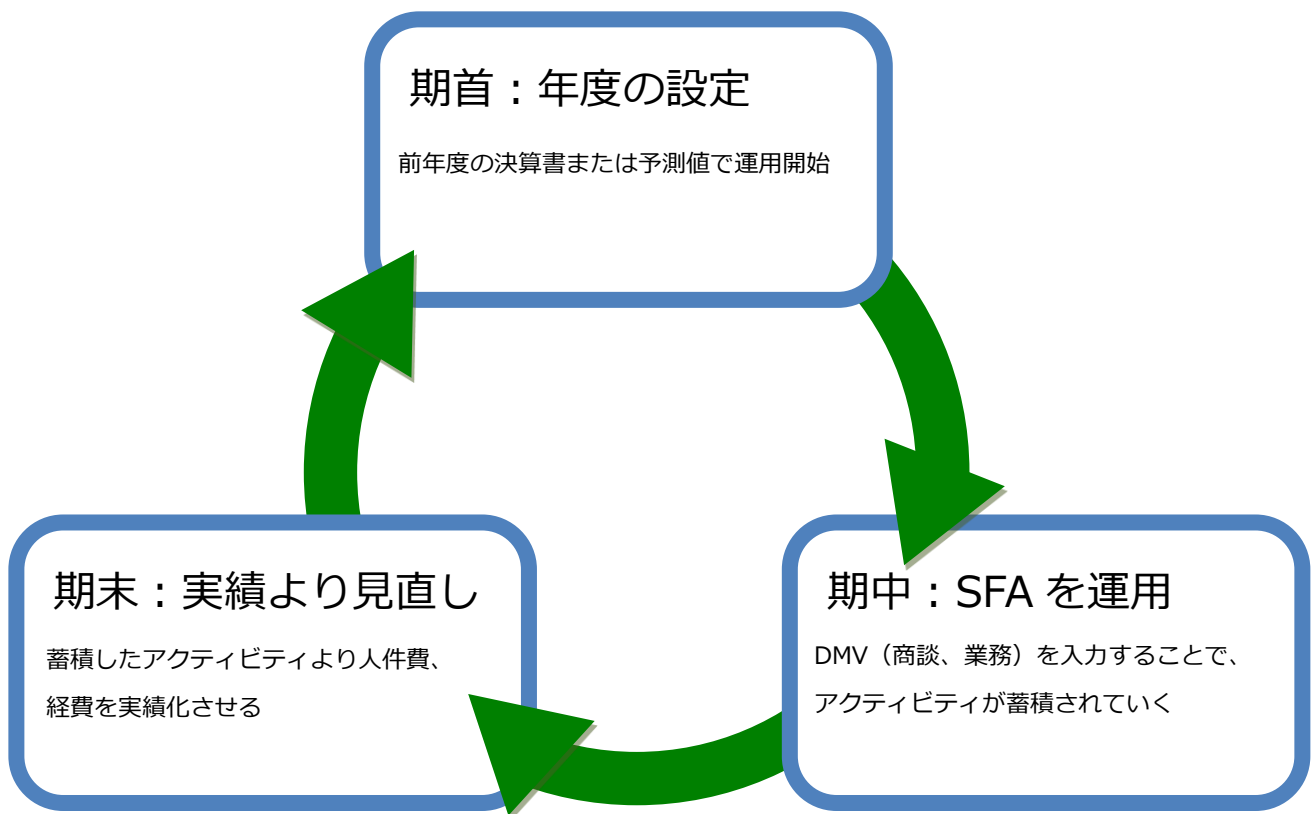 期首：年度の設定
前年度の決算書または予測値で運用開始
期中：SFA を運用
DMV（商談、業務）を入力することで、
アクティビティが蓄積されていく
期末：実績より見直し
蓄積したアクティビティより人件費、
経費を実績化させる